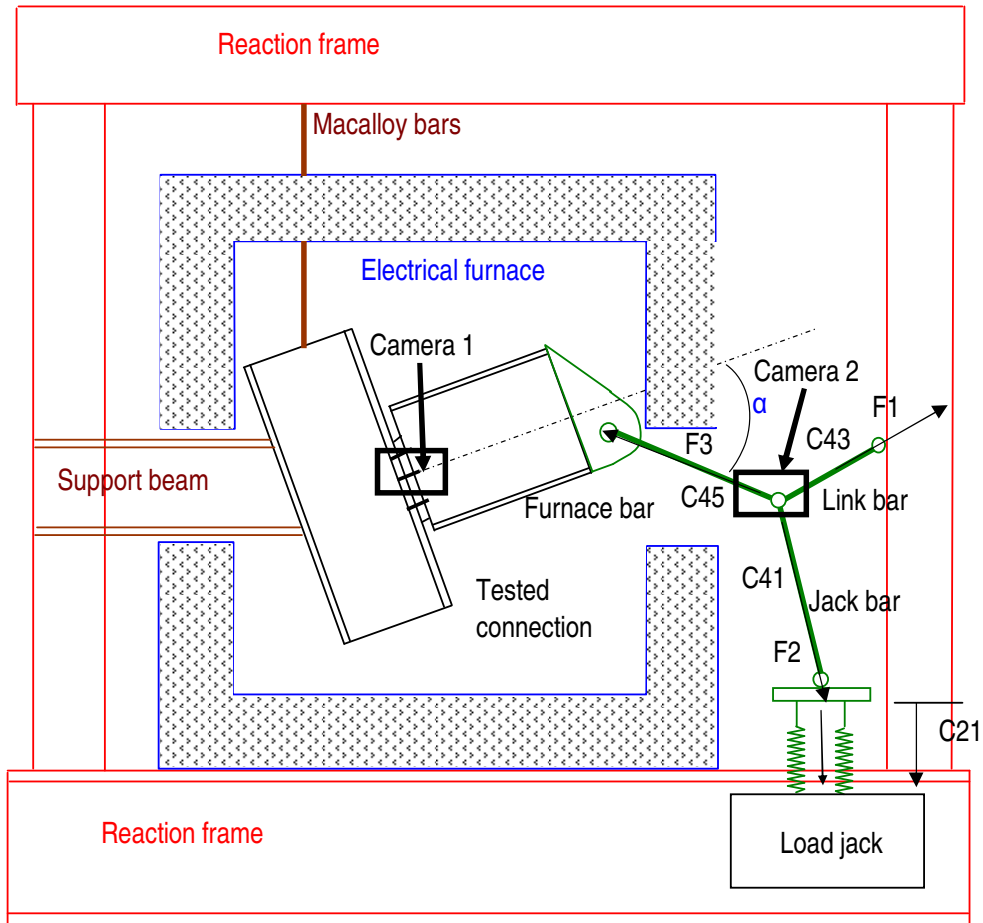 Reaction frame
Macalloy bars
Electrical furnace
Camera 1
Camera 2
α
F1
F3
C43
Support beam
C45
Link bar
Furnace bar
C41
Tested
connection
Jack bar
F2
C21
Reaction frame
Load jack